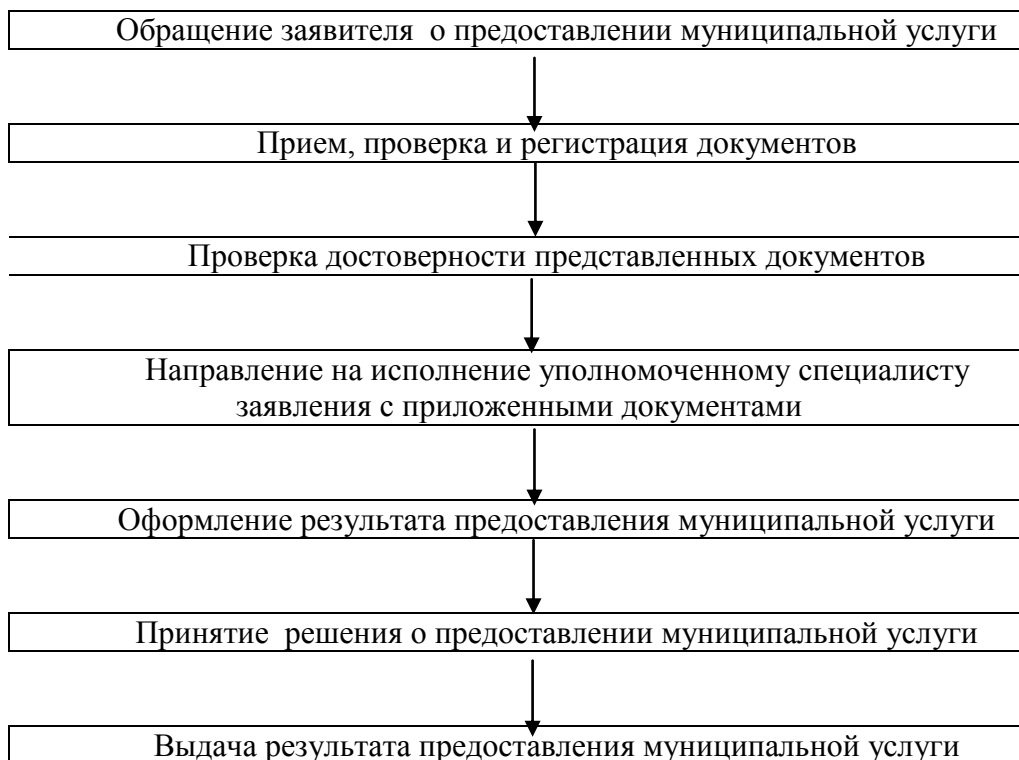 Обращение заявителя о предоставлении муниципальной услуги
Прием, проверка и регистрация документов
Проверка достоверности представленных документов
Направление на исполнение уполномоченному специалисту
заявления с приложенными документами
Оформление результата предоставления муниципальной услуги
Принятие решения о предоставлении муниципальной услуги
Выдача результата предоставления муниципальной услуги